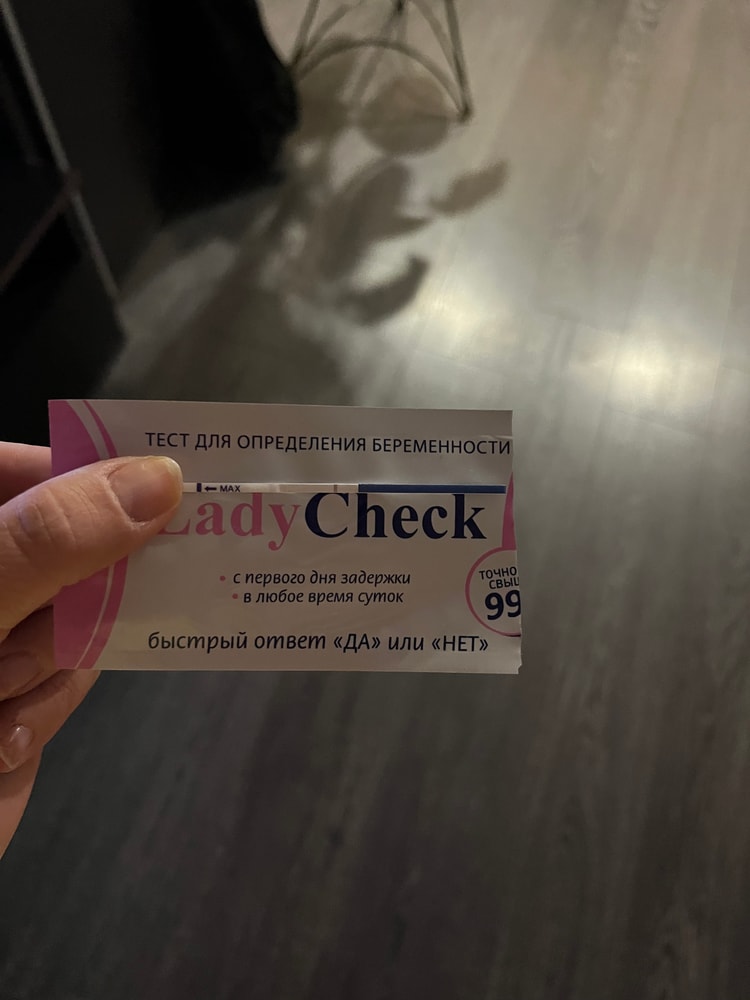 ТЕСТ ДЛЯ ОПРЕДЕЛЕНИЯ БЕРЕМЕННОСТИ
← MAX
LadyCheck
• с первого дня задержки
• в любое время суток
99
быстрый ответ «ДА» или «НЕТ»